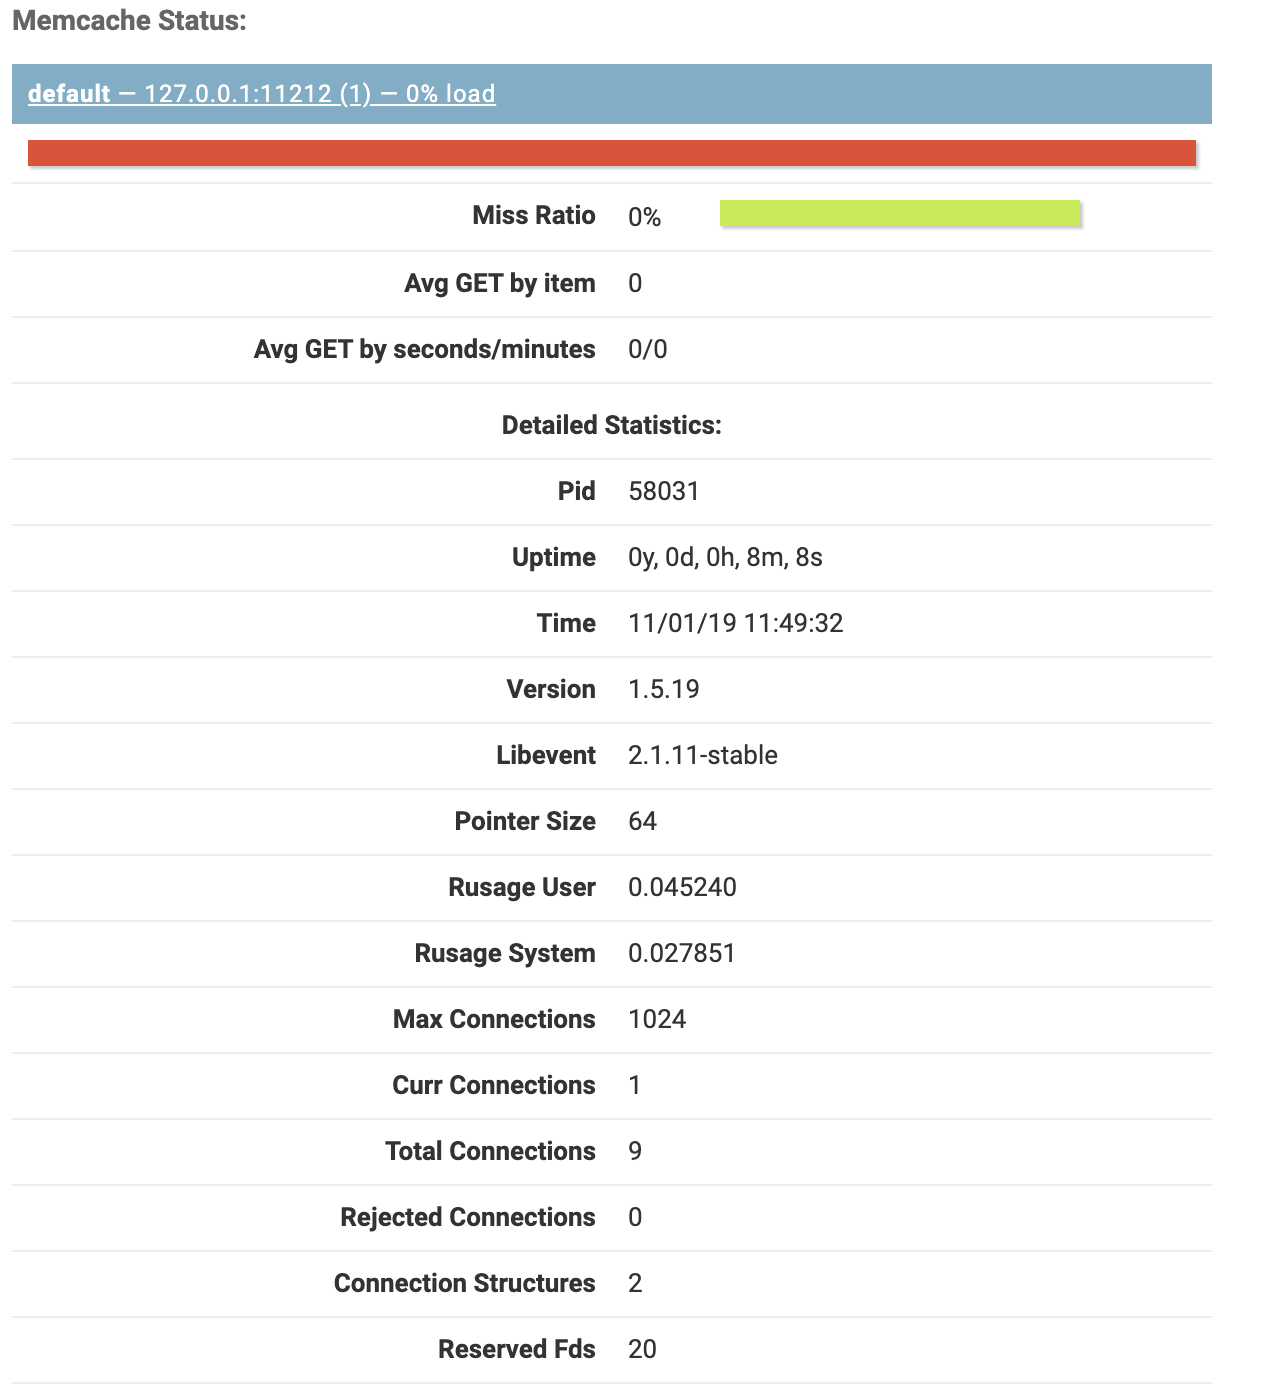 Memcache Status:
default — 127.0.0.1:11212 (1) — 0% load
Miss Ratio 0%
Avg GET by item 0
Avg GET by seconds/minutes 0/0
Detailed Statistics:
Pid 58031
Uptime 0y, 0d, 0h, 8m, 8s
Time 11/01/19 11:49:32
Version 1.5.19
Libevent 2.1.11-stable
Pointer Size 64
Rusage User 0.045240
Rusage System 0.027851
Max Connections 1024
Curr Connections 1
Total Connections 9
Rejected Connections 0
Connection Structures 2
Reserved Fds 20